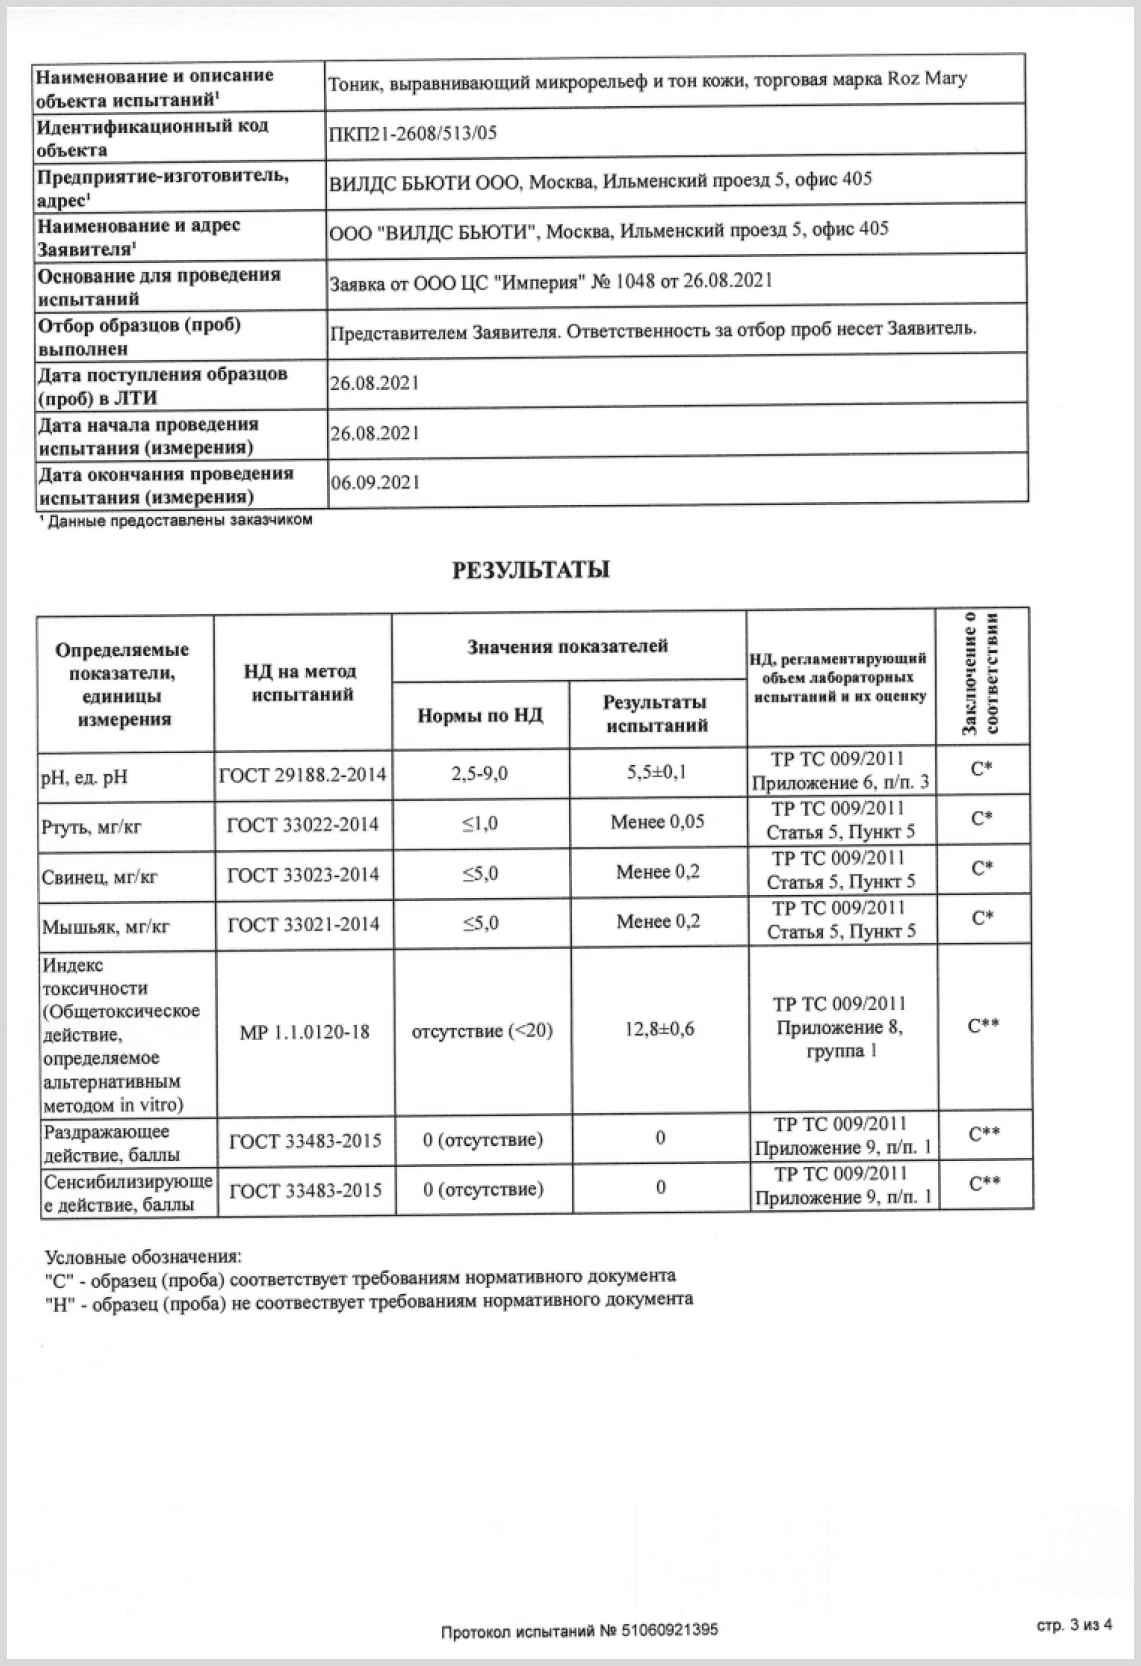 Наименование и описание
объекта испытаний¹
Тоник, выравнивающий микрорельеф и тон кожи, торговая марка Roz Mary
Идентификационный код
объекта
ПКП21-2608/513/05
Предприятие-изготовитель,
адрес¹
ВИЛДС БЬЮТИ ООО, Москва, Ильменский проезд 5, офис 405
Наименование и адрес
Заявителя¹
ООО "ВИЛДС БЬЮТИ", Москва, Ильменский проезд 5, офис 405
Основание для проведения
испытаний
Заявка от ООО ЦС "Империя" № 1048 от 26.08.2021
Отбор образцов (проб)
выполнен
Представителем Заявителя. Ответственность за отбор проб несет Заявитель.
Дата поступления образцов
(проб) в ЛТИ
26.08.2021
Дата начала проведения
испытания (измерения)
26.08.2021
Дата окончания проведения
испытания (измерения)
06.09.2021
¹ Данные предоставлены заказчиком
РЕЗУЛЬТАТЫ
Определяемые
показатели,
единицы
измерения
НД на метод
испытаний
Значения показателей
Нормы по НД
Результаты
испытаний
НД, регламентирующий
объем лабораторных
испытаний и их оценку
Заключение о
соответствии
pH, ед. pH
ГОСТ 29188.2-2014
2,5-9,0
5,5±0,1
ТР ТС 009/2011
Приложение 6, п/п. 3
С*
Ртуть, мг/кг
ГОСТ 33022-2014
≤1,0
Менее 0,05
ТР ТС 009/2011
Статья 5, Пункт 5
С*
Свинец, мг/кг
ГОСТ 33023-2014
≤5,0
Менее 0,2
ТР ТС 009/2011
Статья 5, Пункт 5
С*
Мышьяк, мг/кг
ГОСТ 33021-2014
≤5,0
Менее 0,2
ТР ТС 009/2011
Статья 5, Пункт 5
С*
Индекс
токсичности
(Общетоксическое
действие,
определяемое
альтернативным
методом in vitro)
МР 1.1.0120-18
отсутствие (<20)
12,8±0,6
ТР ТС 009/2011
Приложение 8,
группа 1
С**
Раздражающее
действие, баллы
ГОСТ 33483-2015
0 (отсутствие)
0
ТР ТС 009/2011
Приложение 9, п/п. 1
С**
Сенсибилизирующе
е действие, баллы
ГОСТ 33483-2015
0 (отсутствие)
0
ТР ТС 009/2011
Приложение 9, п/п. 1
С**
Условные обозначения:
"С" - образец (проба) соответствует требованиям нормативного документа
"Н" - образец (проба) не соотвествует требованиям нормативного документа
Протокол испытаний № 51060921395
стр. 3 из 4